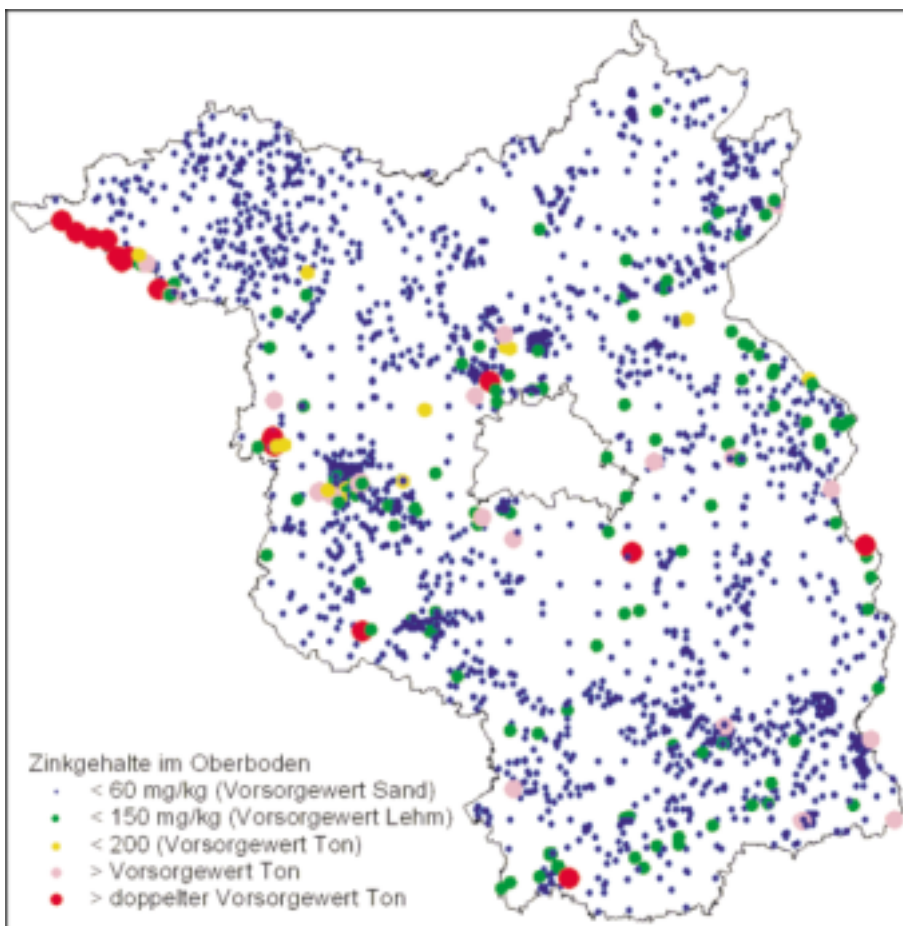 Zinkgehalte im Oberboden
< 60 mg/kg (Vorsorgewert Sand)
< 150 mg/kg (Vorsorgewert Lehm)
< 200 (Vorsorgewert Ton)
> Vorsorgewert Ton
> doppelter Vorsorgewert Ton